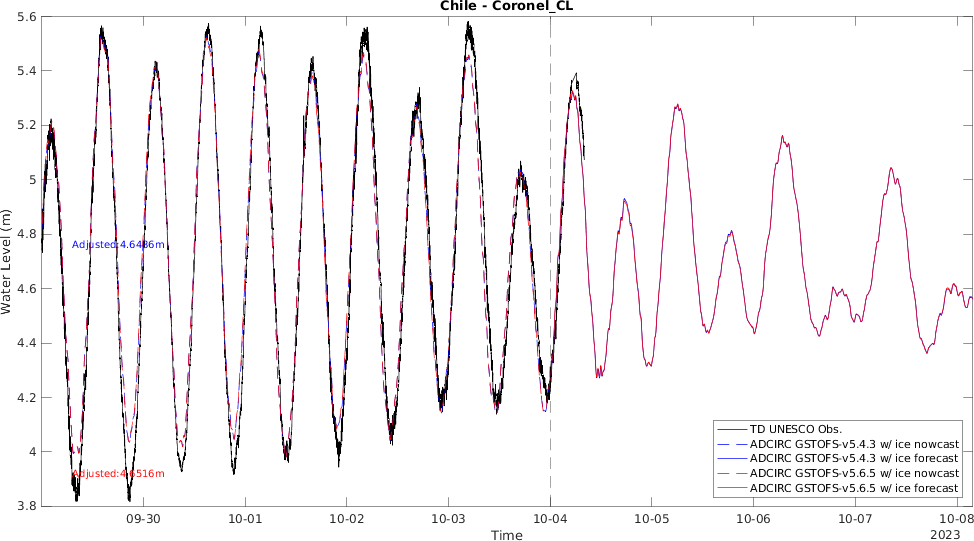 Chile - Coronel_CL
5.6
5.4
5.2
5
4.8
4.6
4.4
4.2
4
3.8
Water Level (m)
Adjusted:4.6486m
Adjusted:4.6516m
TD UNESCO Obs.
ADCIRC GSTOFS-v5.4.3 w/ ice nowcast
ADCIRC GSTOFS-v5.4.3 w/ ice forecast
ADCIRC GSTOFS-v5.6.5 w/ ice nowcast
ADCIRC GSTOFS-v5.6.5 w/ ice forecast
09-30 10-01 10-02 10-03 10-04 10-05 10-06 10-07 10-08
Time
2023